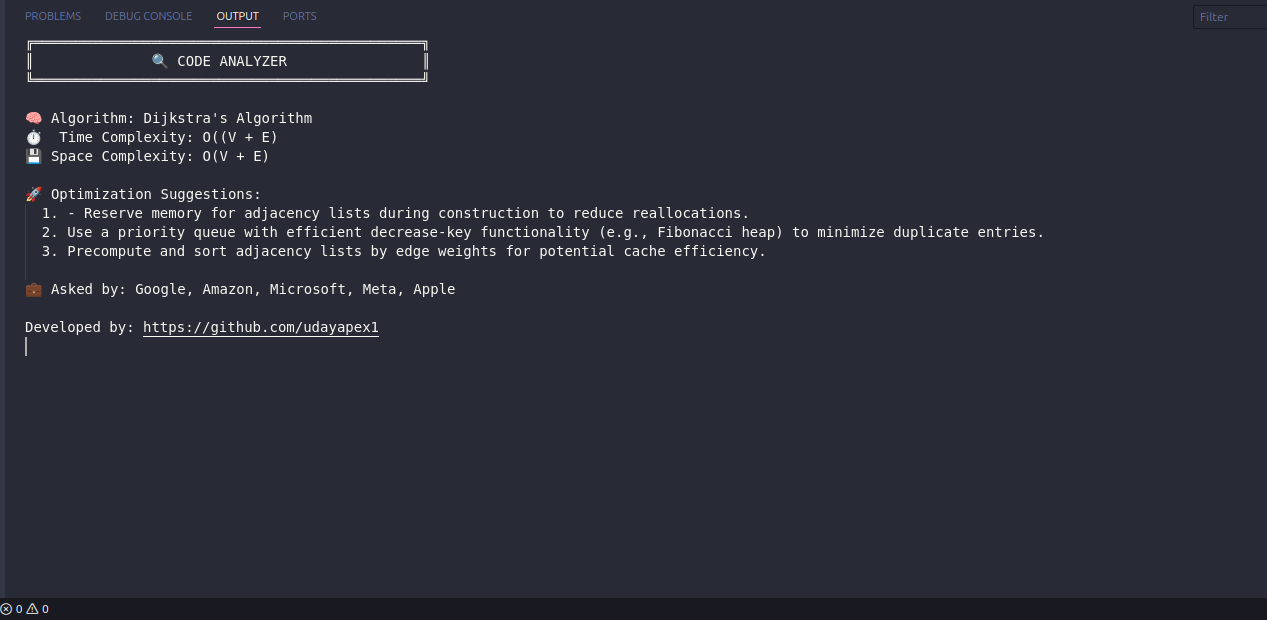 PROBLEMS DEBUG CONSOLE OUTPUT PORTS Filter
🔍 CODE ANALYZER
🧠 Algorithm: Dijkstra's Algorithm
⏱️ Time Complexity: O((V + E)
💾 Space Complexity: O(V + E)
🚀 Optimization Suggestions:
1. - Reserve memory for adjacency lists during construction to reduce reallocations.
2. Use a priority queue with efficient decrease-key functionality (e.g., Fibonacci heap) to minimize duplicate entries.
3. Precompute and sort adjacency lists by edge weights for potential cache efficiency.
💼 Asked by: Google, Amazon, Microsoft, Meta, Apple
Developed by: https://github.com/udayapex1
0 0